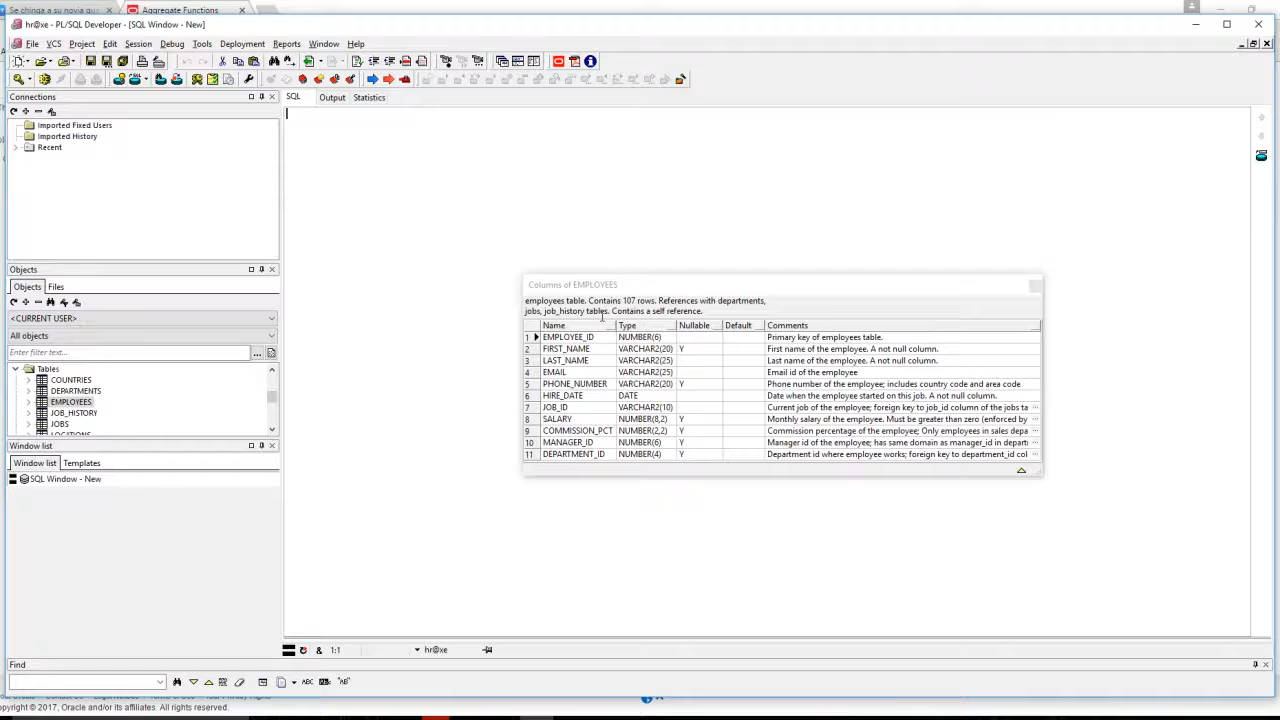 Se chinga a su novia qu
Aggregate Functions
hr@xe - PL/SQL Developer - [SQL Window - New]
File VCS Project Edit Session Debug Tools Deployment Reports Window Help
Connections
SQL Output Statistics
Imported Fixed Users
Imported History
Recent
Objects
Objects Files
<CURRENT USER>
All objects
Enter filter text...
Tables
COUNTRIES
DEPARTMENTS
EMPLOYEES
JOB_HISTORY
JOBS
LOCATIONS
Window list
Window list Templates
SQL Window - New
Columns of EMPLOYEES
employees table. Contains 107 rows. References with departments,
jobs, job_history tables. Contains a self reference.
Name Type Nullable Default Comments
1 EMPLOYEE_ID NUMBER(6) Primary key of employees table.
2 FIRST_NAME VARCHAR2(20) Y First name of the employee. A not null column.
3 LAST_NAME VARCHAR2(25) Last name of the employee. A not null column.
4 EMAIL VARCHAR2(25) Email id of the employee
5 PHONE_NUMBER VARCHAR2(20) Y Phone number of the employee; includes country code and area code
6 HIRE_DATE DATE Date when the employee started on this job. A not null column.
7 JOB_ID VARCHAR2(10) Current job of the employee; foreign key to job_id column of the jobs ta ...
8 SALARY NUMBER(8,2) Y Monthly salary of the employee. Must be greater than zero (enforced by ...
9 COMMISSION_PCT NUMBER(2,2) Y Commission percentage of the employee; Only employees in sales depa ...
10 MANAGER_ID NUMBER(6) Y Manager id of the employee; has same domain as manager_id in departi ...
11 DEPARTMENT_ID NUMBER(4) Y Department id where employee works; foreign key to department_id col ...
& 1:1 hr@xe
Find
ABC "AB"
opyright © 2017, Oracle and/or its affiliates. All rights reserved.